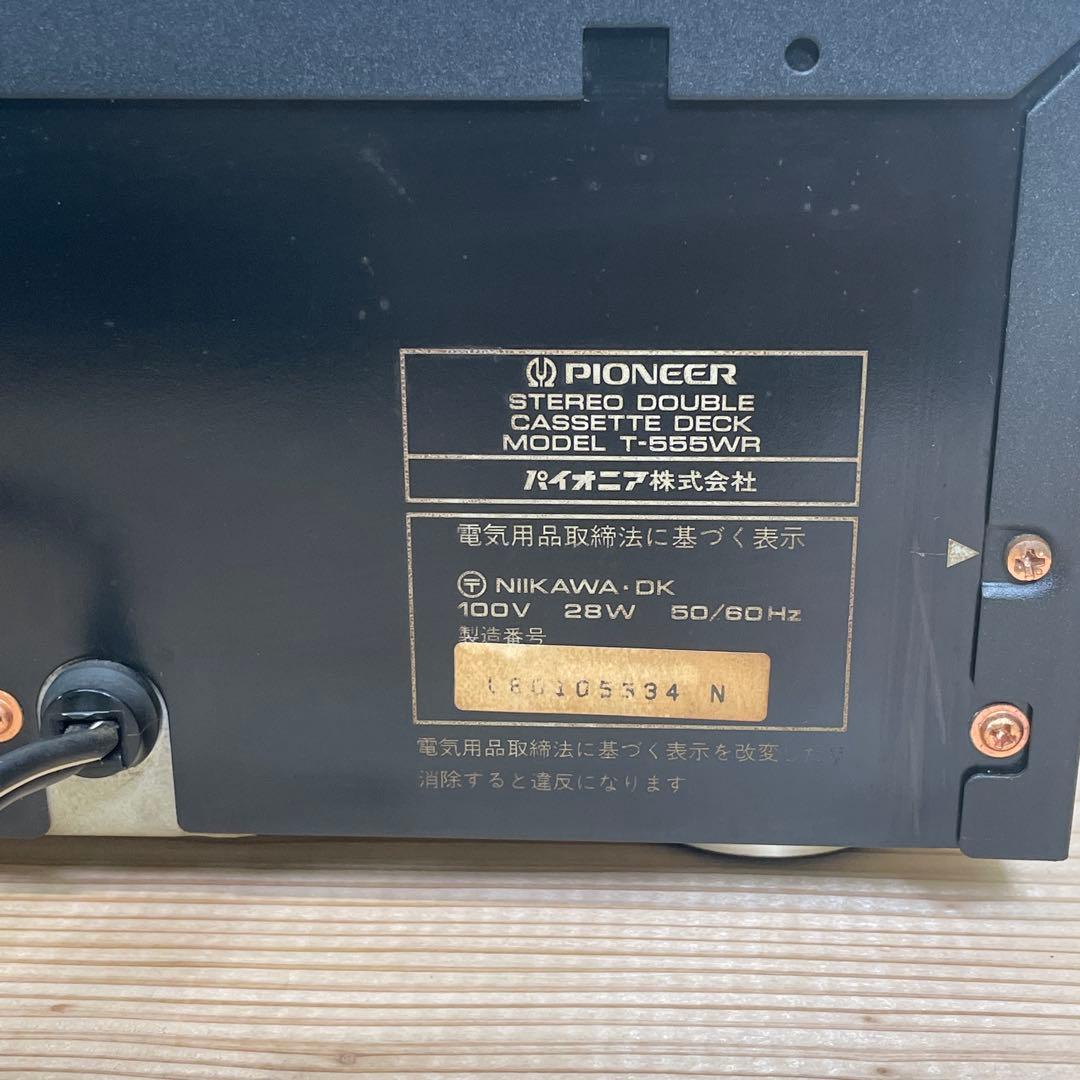 PIONEER
STEREO DOUBLE
CASSETTE DECK
MODEL T-555WR
パイオニア株式会社
電気用品取締法に基づく表示
〒 NIIKAWA・DK
100V 28W 50/60Hz
製造番号
N
電気用品取締法に基づく表示を改変した
消除すると違反になります